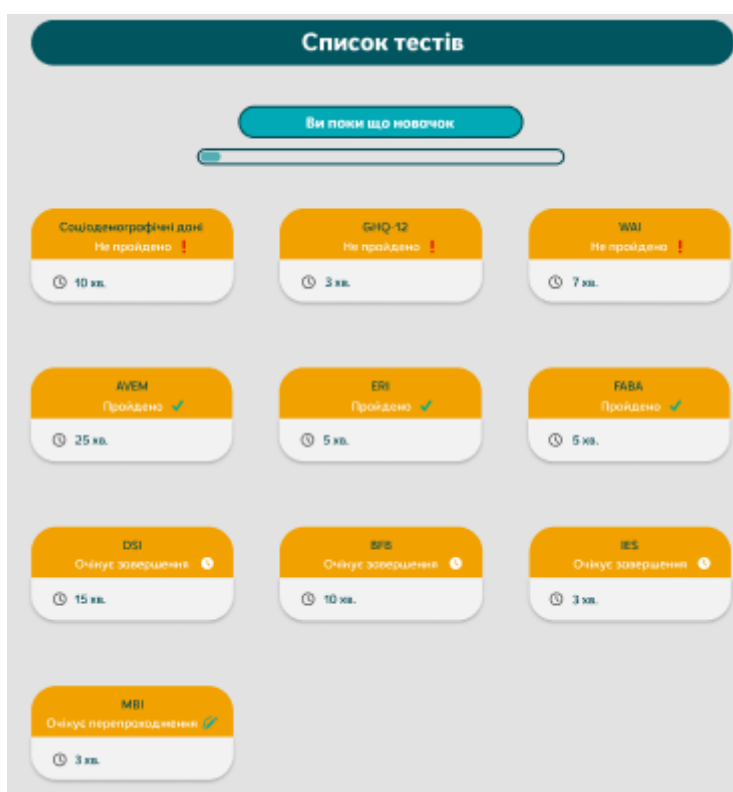 Список тестів
Ви поки що новачок
Соціодемографічні дані
Не пройдено
10 хв.
GHQ-12
Не пройдено
3 хв.
WAI
Не пройдено
7 хв.
AVEM
Пройдено
25 хв.
ERI
Пройдено
5 хв.
FABA
Пройдено
5 хв.
DSI
Очікує завершення
15 хв.
BFB
Очікує завершення
10 хв.
IES
Очікує завершення
3 хв.
MBI
Очікує перепроходження
3 хв.